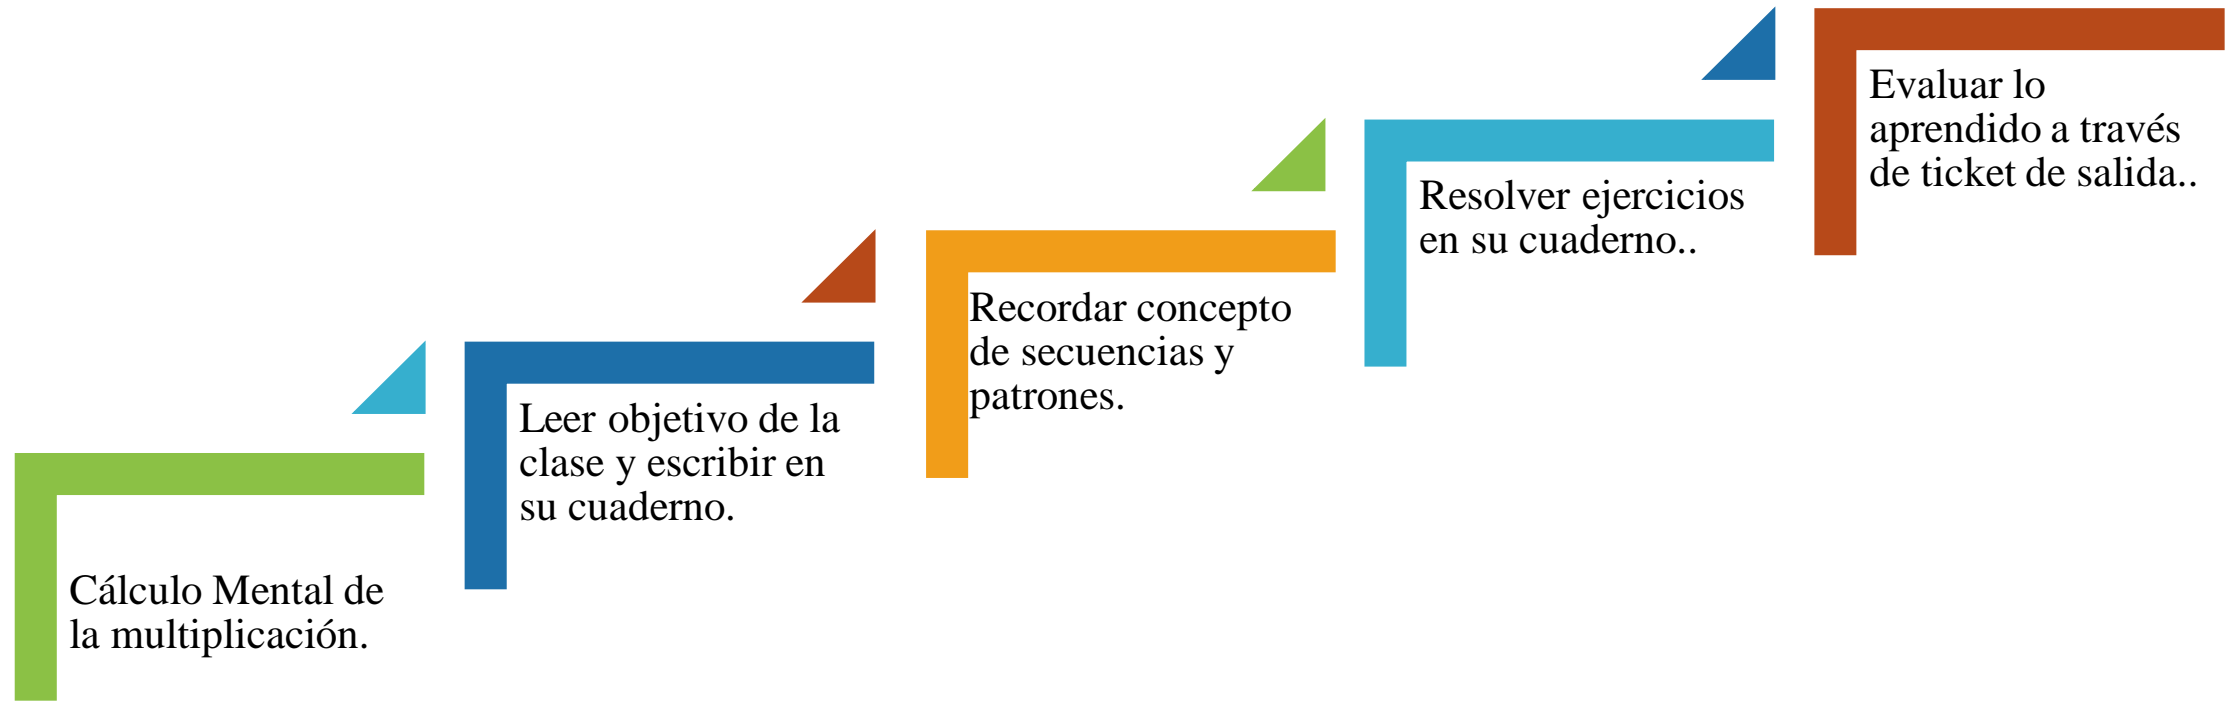 Cálculo Mental de
la multiplicación.
Leer objetivo de la
clase y escribir en
su cuaderno.
Recordar concepto
de secuencias y
patrones.
Resolver ejercicios
en su cuaderno..
Evaluar lo
aprendido a través
de ticket de salida..